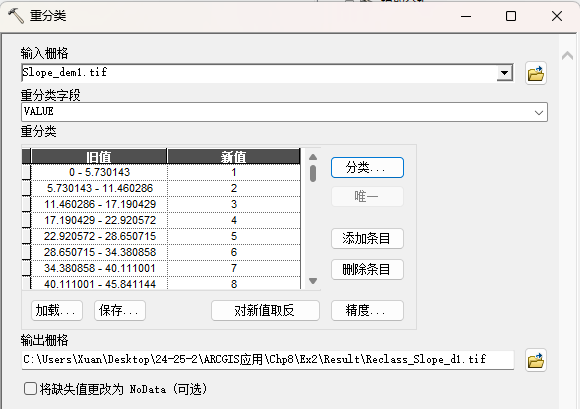 重分类
输入栅格
Slope_dem1.tif
重分类字段
VALUE
重分类
旧值 新值
0 - 5.730143 1
5.730143 - 11.460286 2
11.460286 - 17.190429 3
17.190429 - 22.920572 4
22.920572 - 28.650715 5
28.650715 - 34.380858 6
34.380858 - 40.111001 7
40.111001 - 45.841144 8
分类...
唯一
添加条目
删除条目
加载... 保存... 对新值取反 精度...
输出栅格
C:\Users\Xuan\Desktop\24-25-2\ARCGIS应用\Chp8\Ex2\Result\Reclass_Slope_d1.tif
将缺失值更改为 NoData (可选)